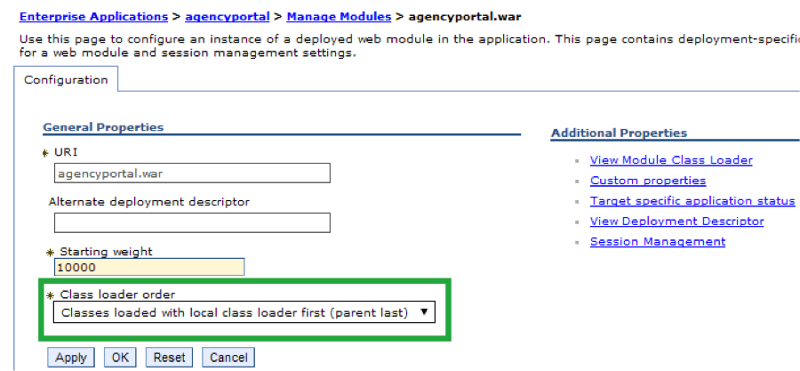 Enterprise Applications > agencyportal > Manage Modules > agencyportal.war
Use this page to configure an instance of a deployed web module in the application. This page contains deployment-specifi
for a web module and session management settings.
Configuration
General Properties
* URI
agencyportal.war
Alternate deployment descriptor
* Starting weight
10000
* Class loader order
Classes loaded with local class loader first (parent last)
Apply OK Reset Cancel
Additional Properties
View Module Class Loader
Custom properties
Target specific application status
View Deployment Descriptor
Session Management